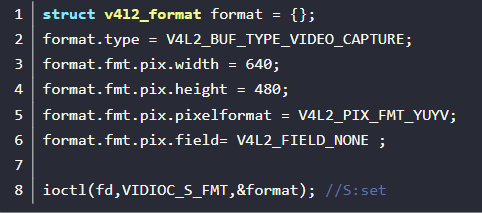 1 struct v4l2_format format = {};
2 format.type = V4L2_BUF_TYPE_VIDEO_CAPTURE;
3 format.fmt.pix.width = 640;
4 format.fmt.pix.height = 480;
5 format.fmt.pix.pixelformat = V4L2_PIX_FMT_YUYV;
6 format.fmt.pix.field= V4L2_FIELD_NONE ;
7
8 ioctl(fd,VIDIOC_S_FMT,&format); //S:set